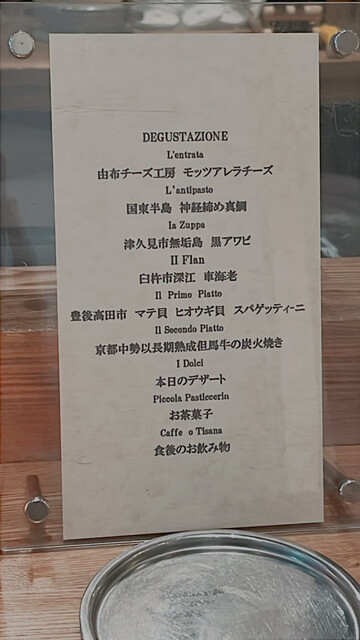 DEGUSTAZIONE
L'entrata
由布チーズ工房 モッツアレラチーズ
L'antipasto
国東半島 神経締め真鯛
la Zuppa
津久見市無垢島 黒アワビ
Il Flan
臼杵市深江 車海老
Il Primo Piatto
豊後高田市 マテ貝 ヒオウギ貝 スパゲッティーニ
Il Secondo Piatto
京都中勢以長期熟成但馬牛の炭火焼き
I Dolci
本日のデザート
Piccola Pasticceria
お茶菓子
Caffe o Tisana
食後のお飲み物